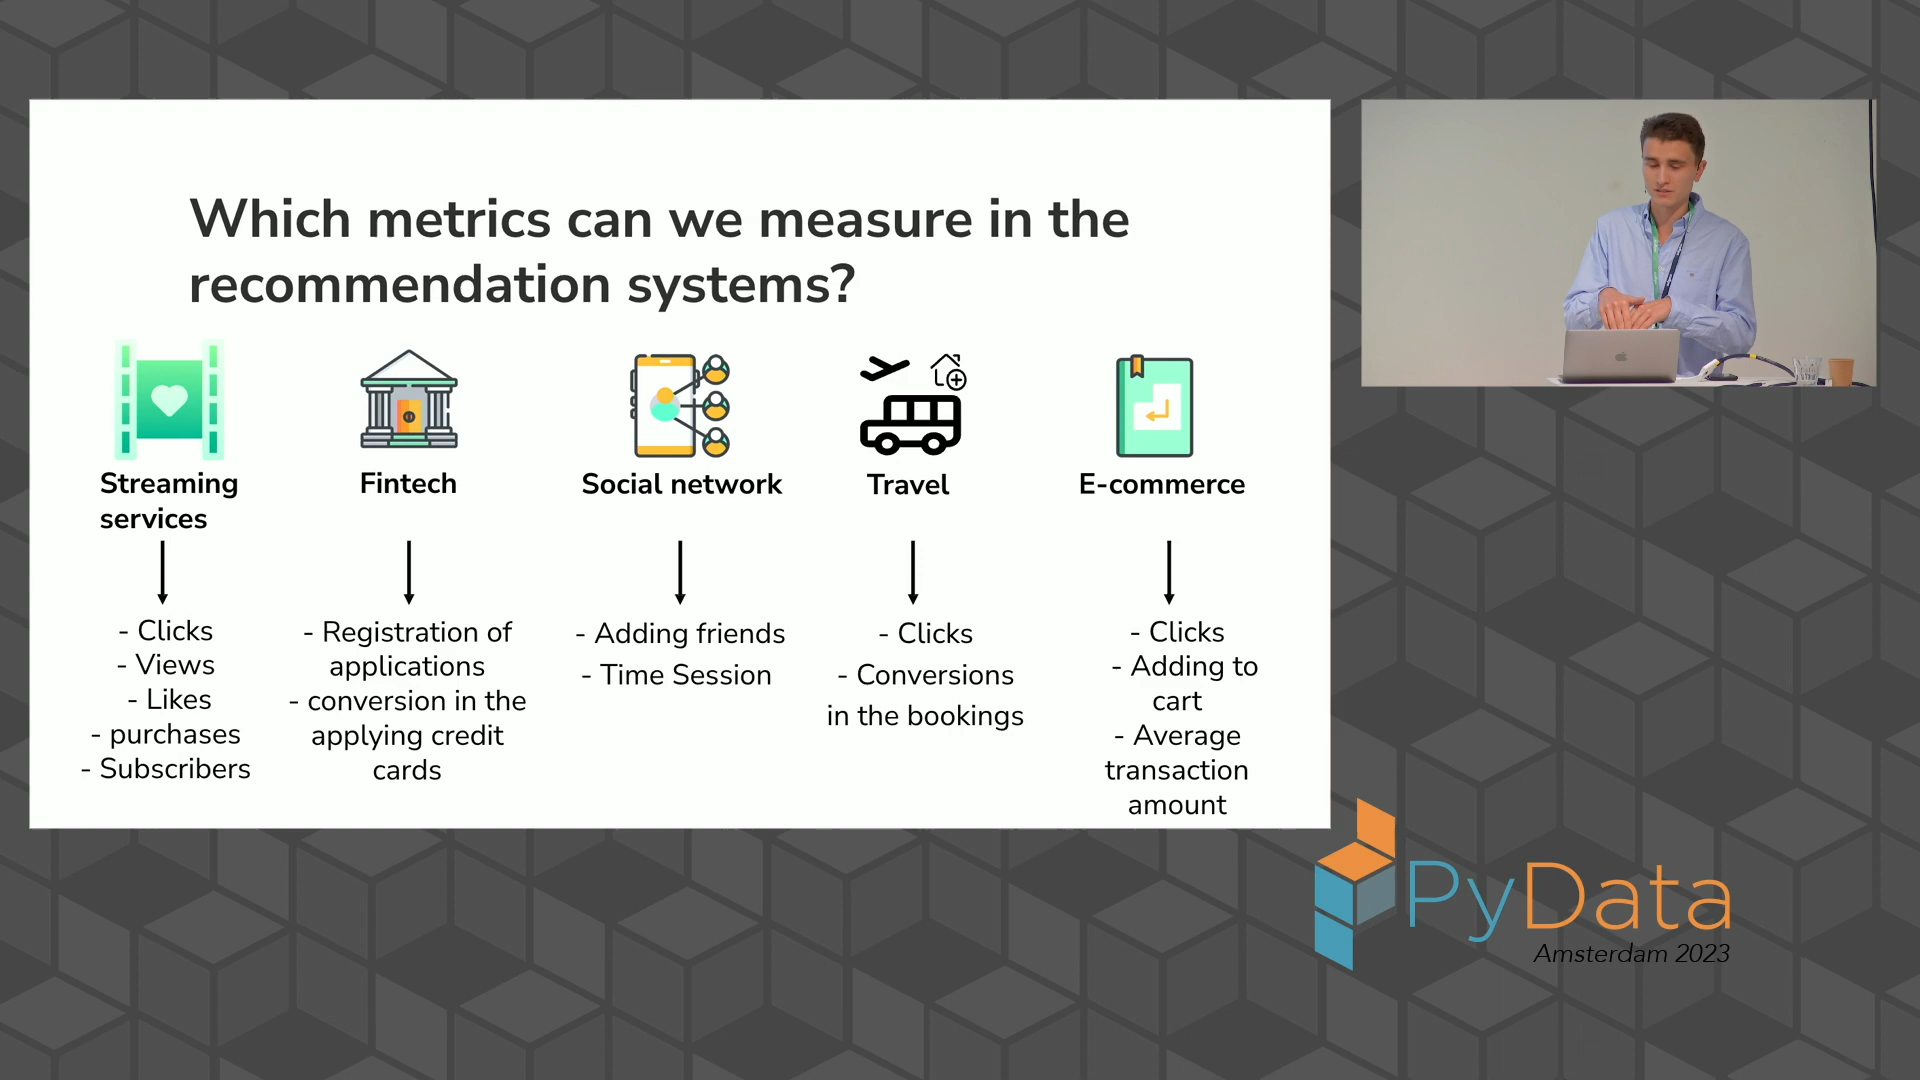 Which metrics can we measure in the
recommendation systems?
Streaming
services
- Clicks
- Views
- Likes
- purchases
- Subscribers
Fintech
- Registration of
applications
- conversion in the
applying credit
cards
Social network
- Adding friends
- Time Session
Travel
- Clicks
- Conversions
in the bookings
E-commerce
- Clicks
- Adding to
cart
- Average
transaction
amount
PyData
Amsterdam 2023